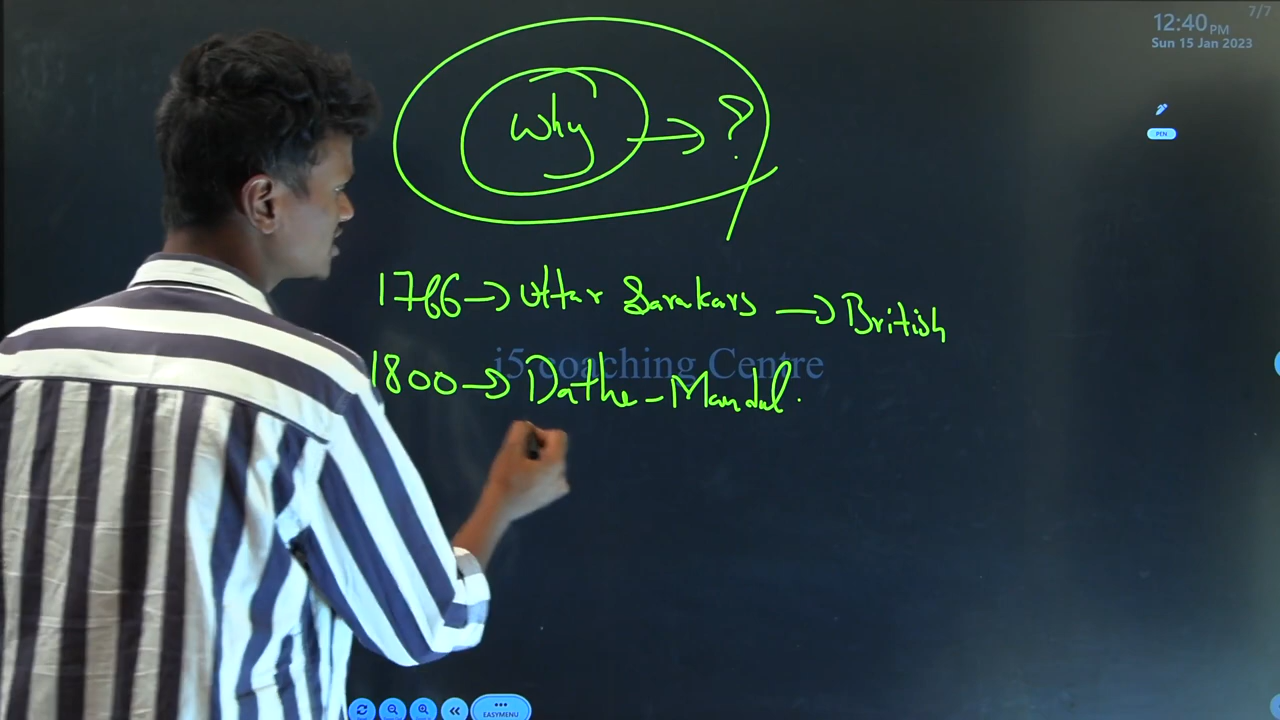 7/7
12:40 PM
Sun 15 Jan 2023
Why → ?
PEN
1766 → Uttar Sarakars → British
i5 coaching Centre
1800 → Dathe - Mandal.
EASYMENU